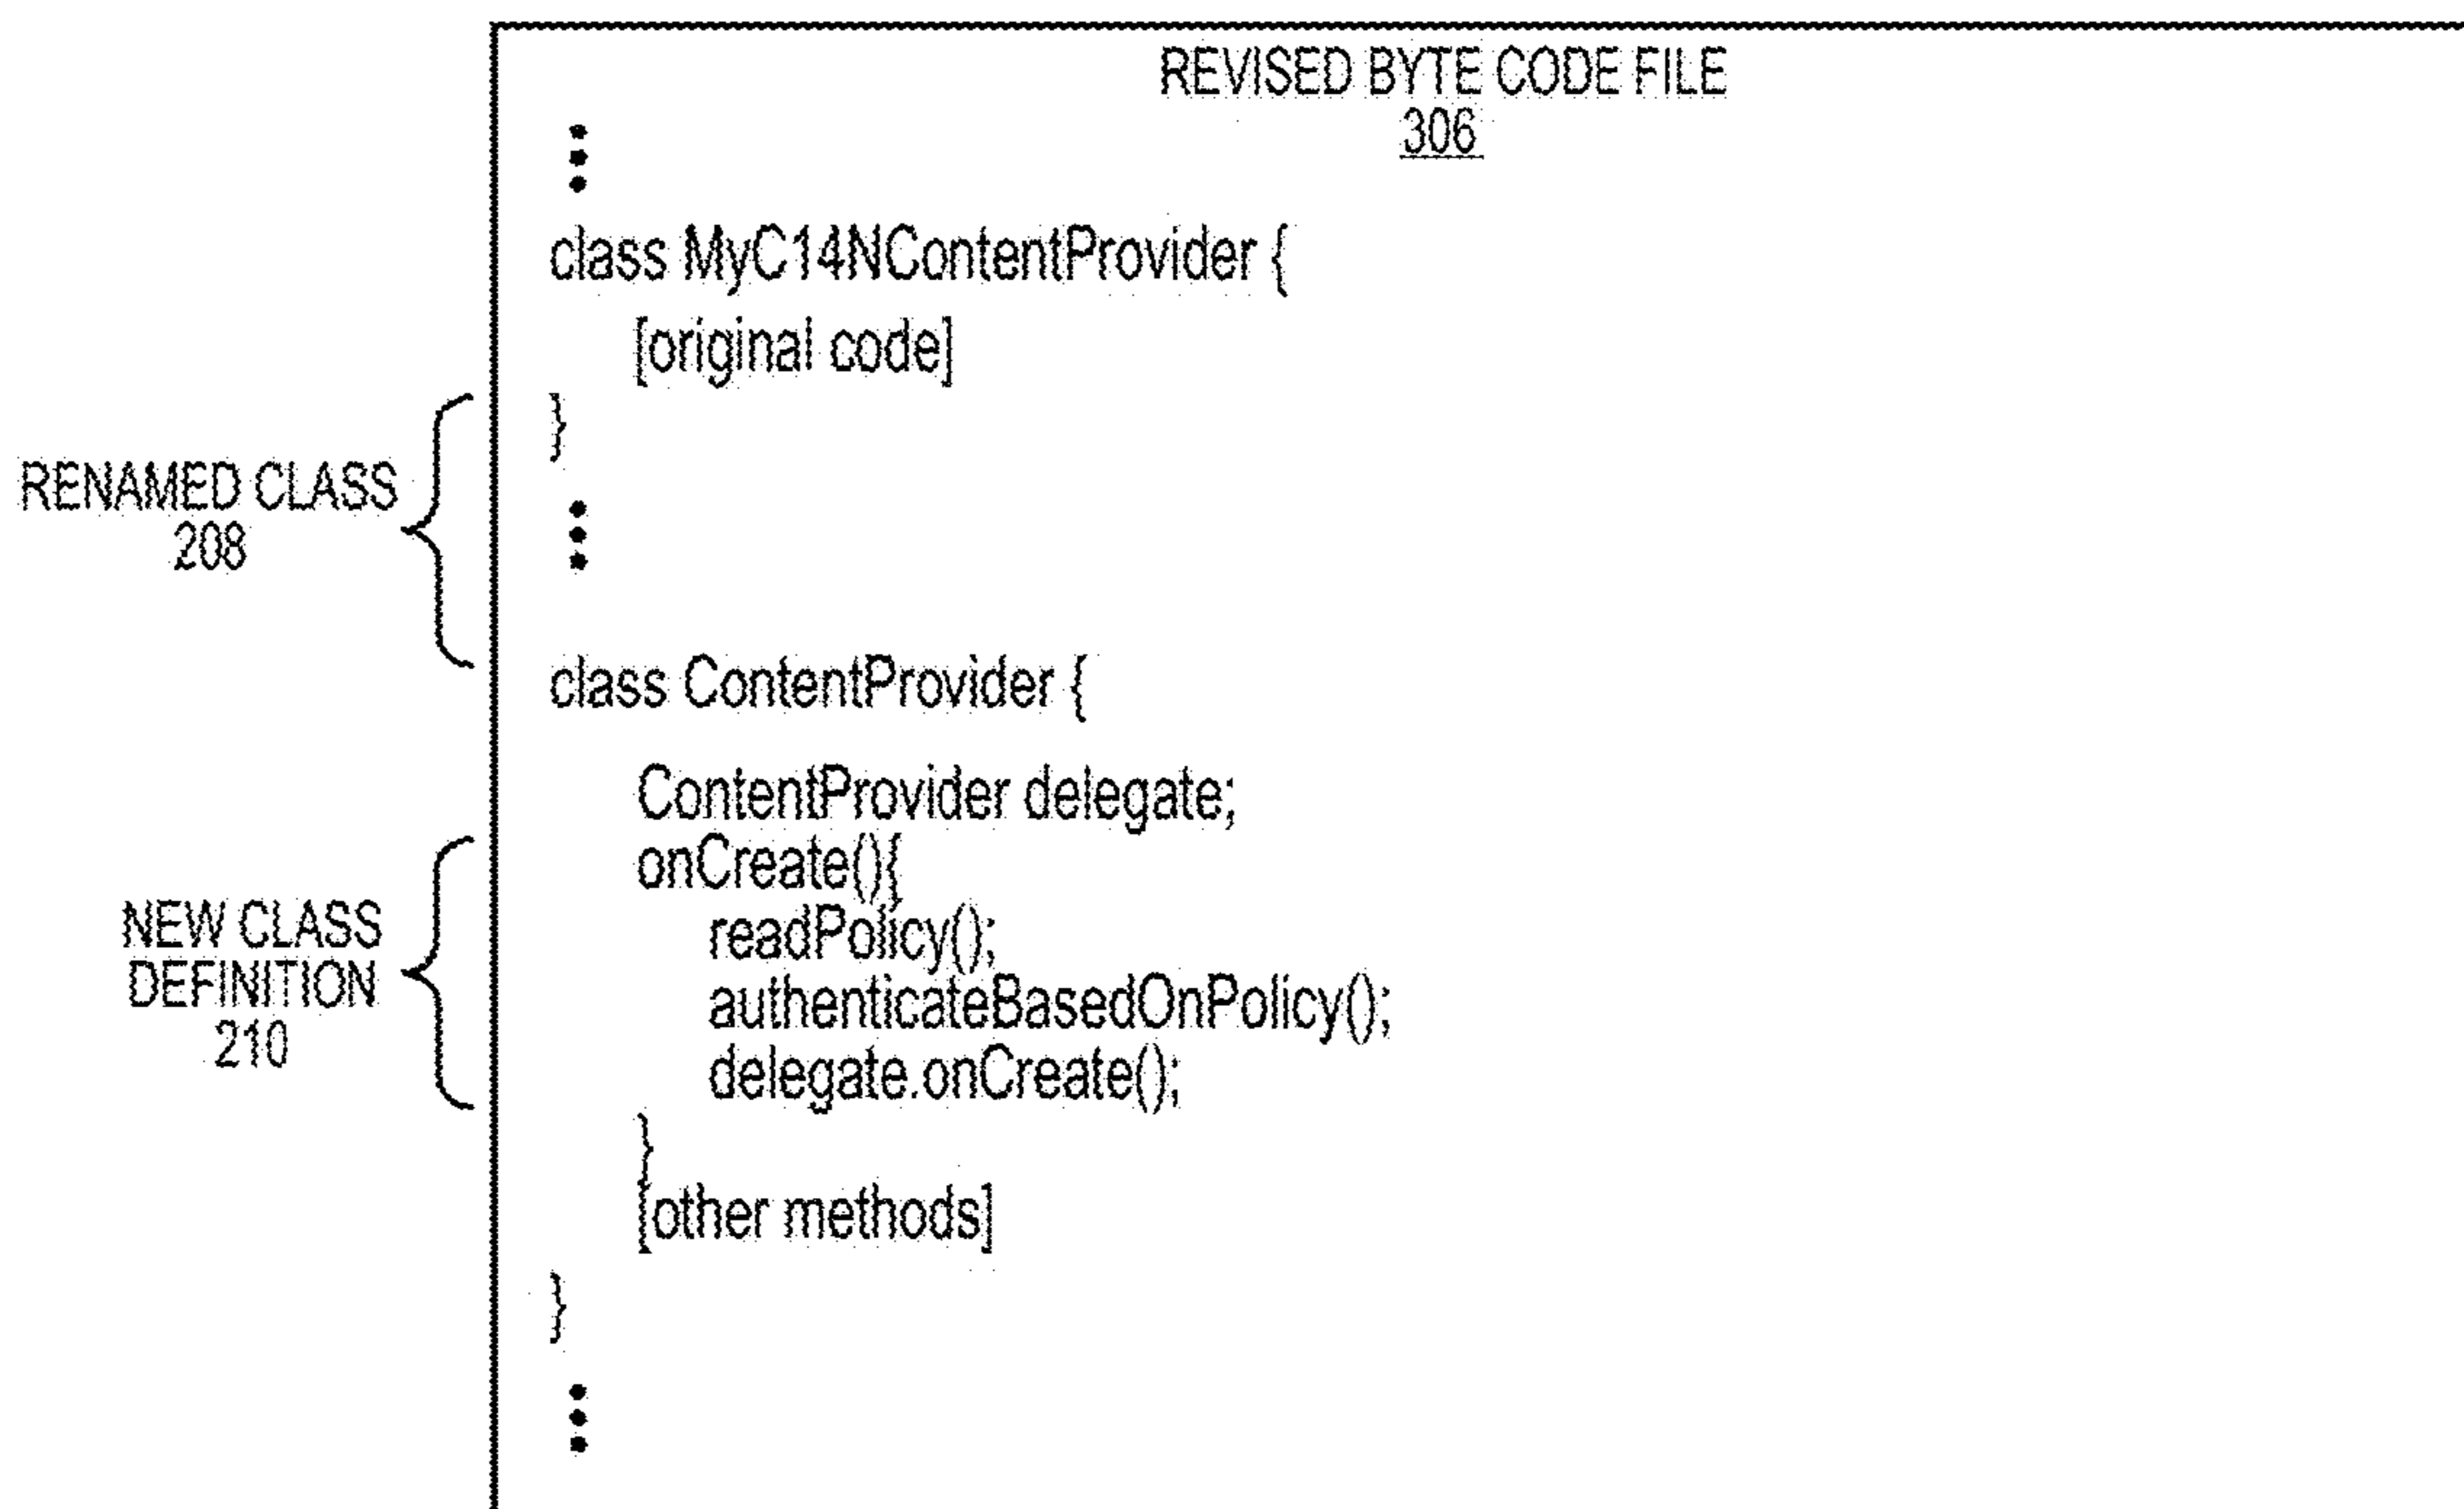 REVISED BYTE CODE FILE
306
class MyC14NContentProvider {
[original code]
}
RENAMED CLASS
208
class ContentProvider {
ContentProvider delegate;
onCreate(){
readPolicy();
authenticateBasedOnPolicy();
delegate.onCreate();
}
NEW CLASS
DEFINITION
210
[other methods]
}